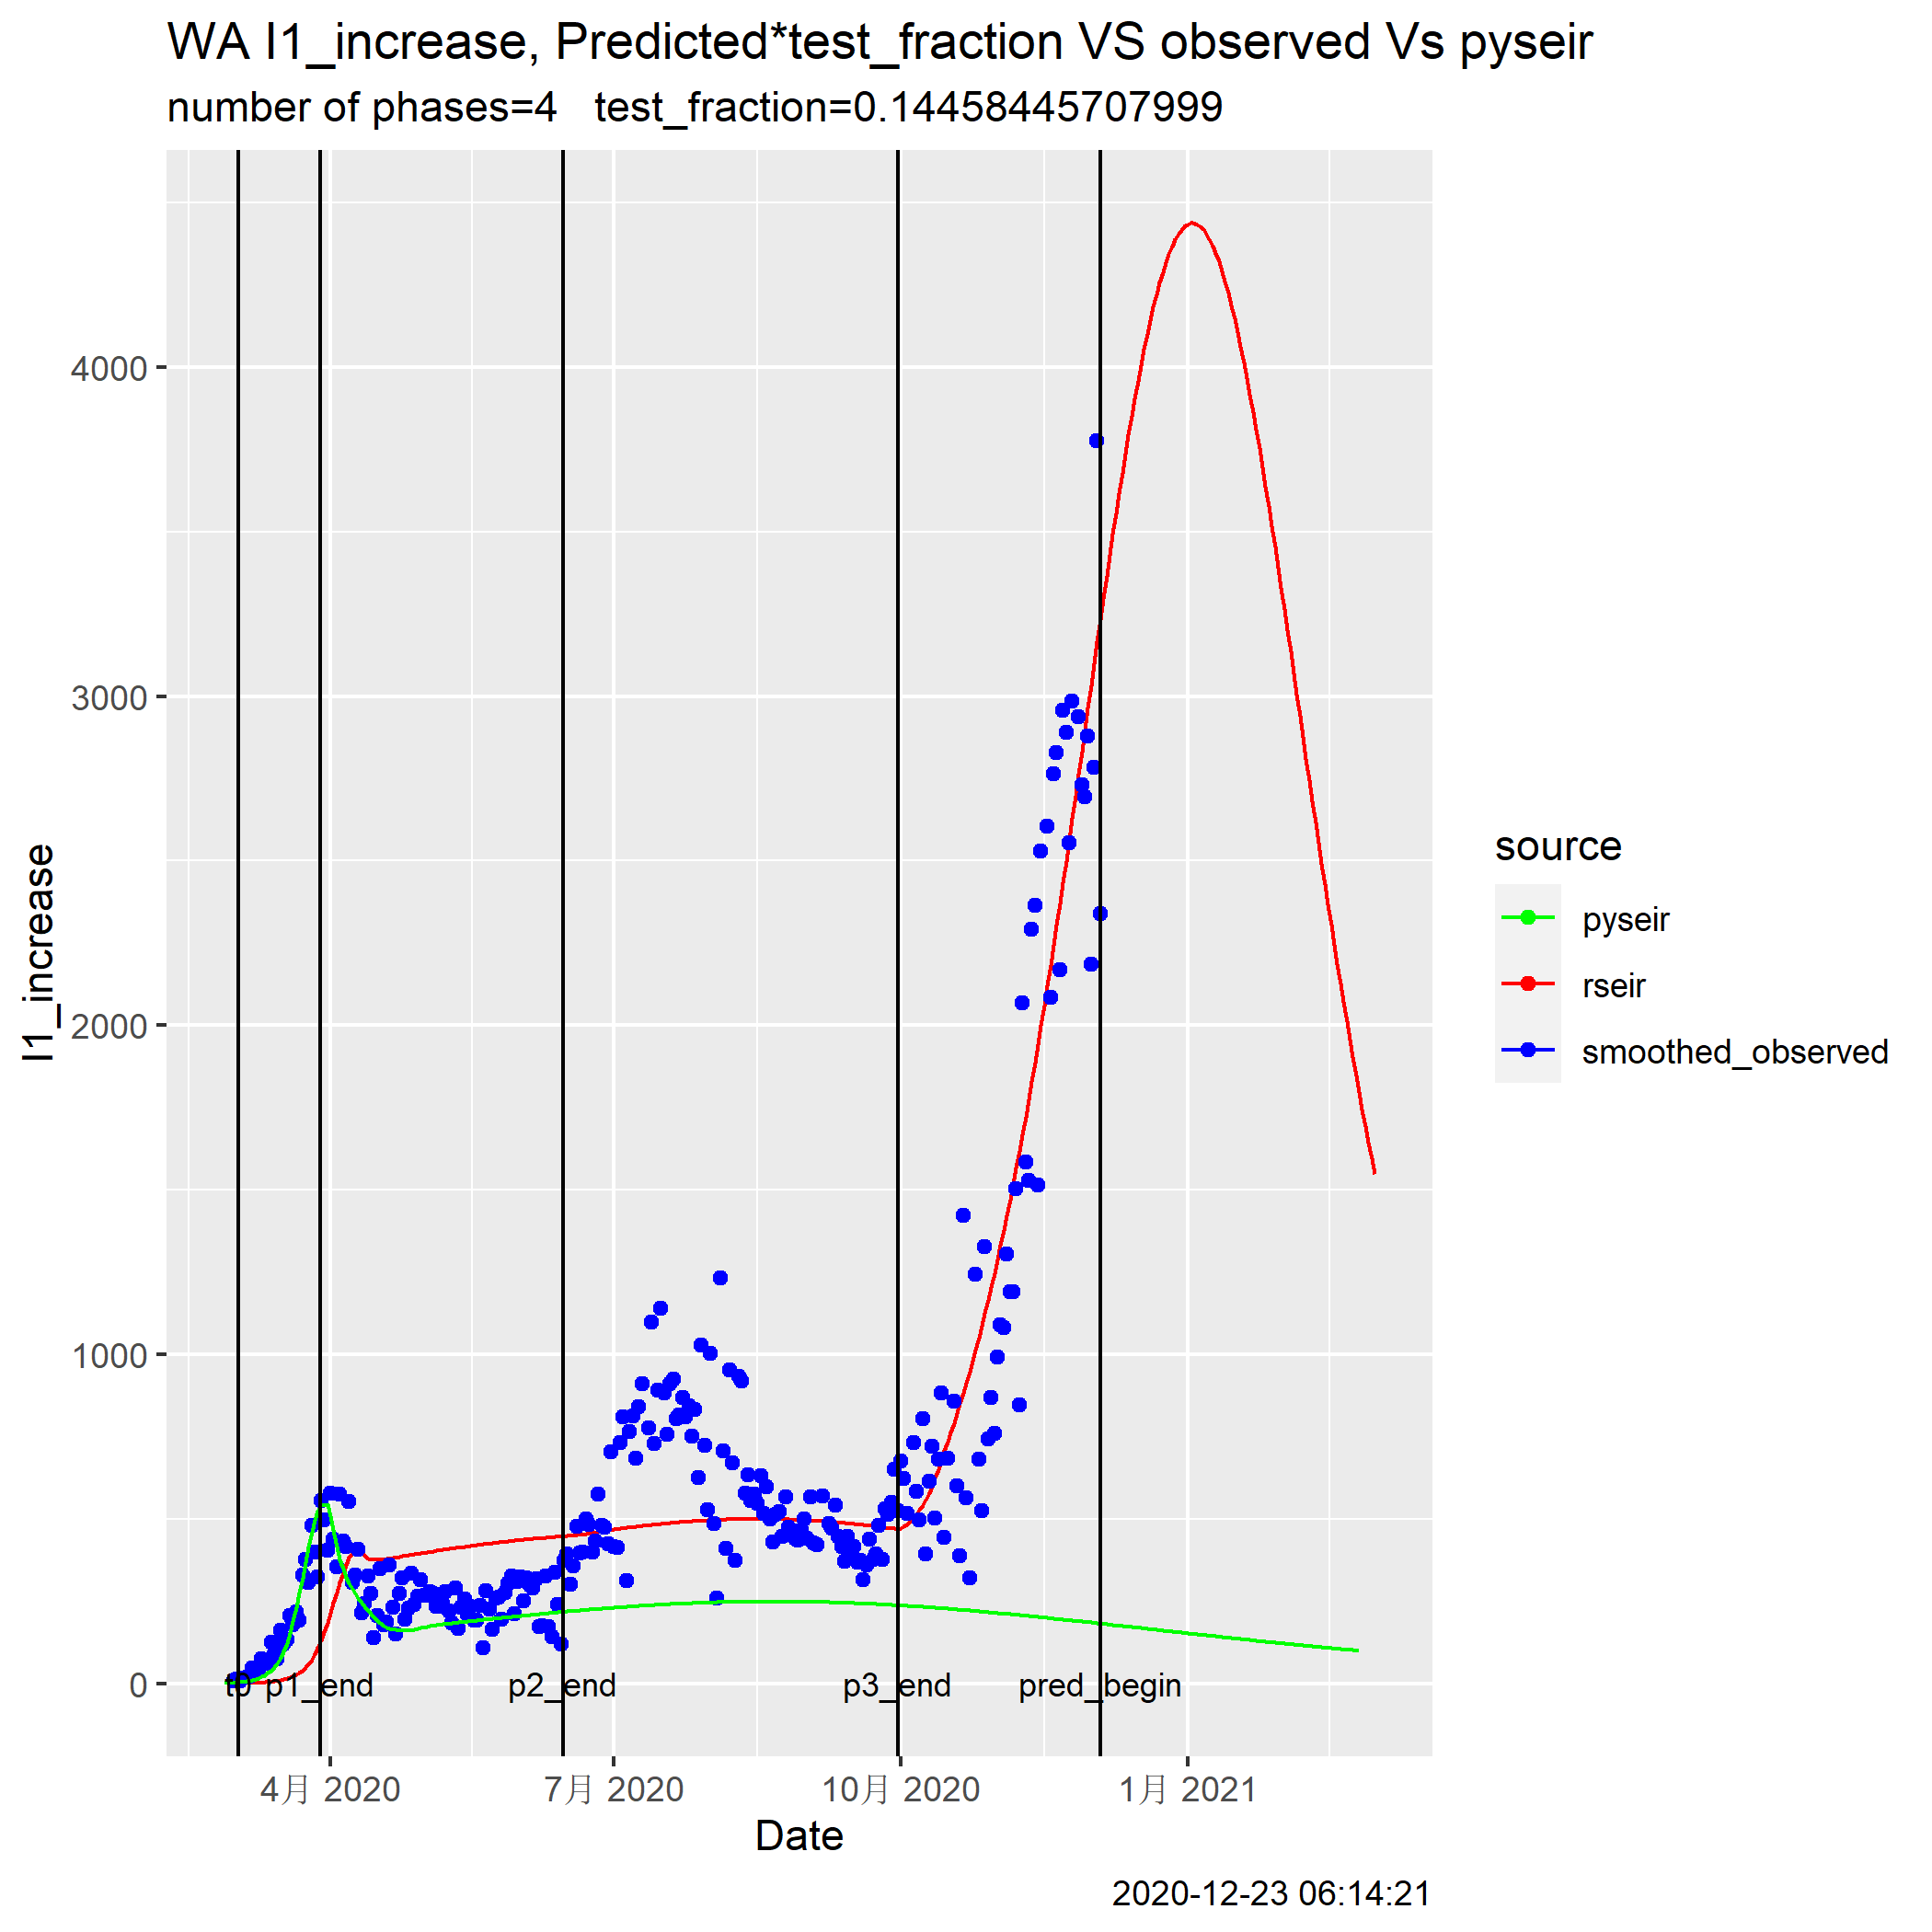 WA I1_increase, Predicted*test_fraction VS observed Vs pyseir
number of phases=4   test_fraction=0.14458445707999
I1_increase
4000
3000
2000
1000
0
t0 p1_end p2_end p3_end pred_begin
4月 2020 7月 2020 10月 2020 1月 2021
Date
source
pyseir
rseir
smoothed_observed
2020-12-23 06:14:21